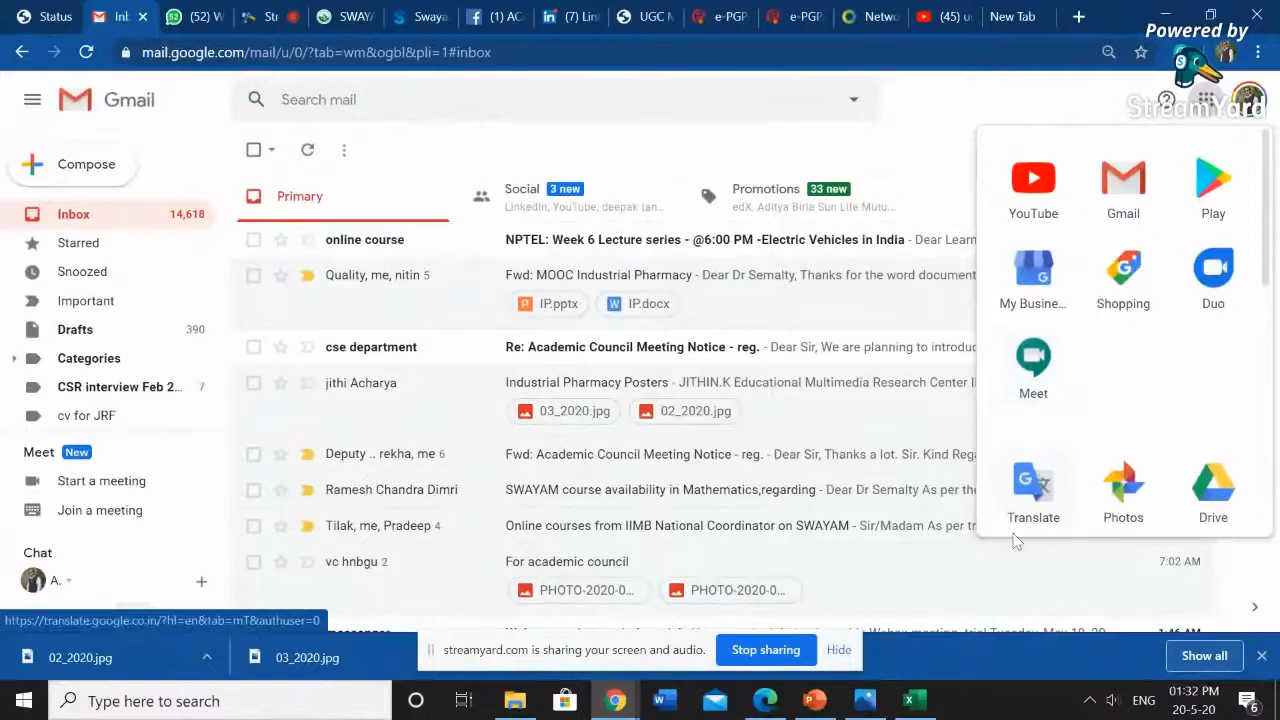 Stat
Inb
(52) W
Str
SWAYA
Swaya
(1) AC
(7) Lin
UGC M
e-PGP
e-PGP
Netwo
(45) u
New Tab
Powered by
mail.google.com/mail/u/0/?tab=wm&ogbl&pli=1#inbox
Gmail
Search mail
StreamYard
Compose
Inbox 14,618
Starred
Snoozed
Important
Drafts 390
Categories
CSR interview Feb 2... 7
cv for JRF
Meet New
Start a meeting
Join a meeting
Chat
A.
Primary
Social 3 new
LinkedIn, YouTube, deepak tan...
Promotions 33 new
edX, Aditya Birla Sun Life Mutu...
online course NPTEL: Week 6 Lecture series - @6:00 PM -Electric Vehicles in India - Dear Learn
Quality, me, nitin 5 Fwd: MOOC Industrial Pharmacy - Dear Dr Semalty, Thanks for the word document
IP.pptx IP.docx
cse department Re: Academic Council Meeting Notice - reg. - Dear Sir, We are planning to introdu
jithi Acharya Industrial Pharmacy Posters - JITHIN.K Educational Multimedia Research Center
03_2020.jpg 02_2020.jpg
Deputy .. rekha, me 6 Fwd: Academic Council Meeting Notice - reg. - Dear Sir, Thanks a lot. Sir. Kind Rega
Ramesh Chandra Dimri SWAYAM course availability in Mathematics,regarding - Dear Dr Semalty As per the
Tilak, me, Pradeep 4 Online courses from IIMB National Coordinator on SWAYAM - Sir/Madam As per
vc hnbgu 2 For academic council 7:02 AM
PHOTO-2020-0... PHOTO-2020-0...
YouTube Gmail Play
My Busine... Shopping Duo
Meet
Translate Photos Drive
https://translate.google.co.in/?hl=en&tab=mT&authuser=0
02_2020.jpg
03_2020.jpg
streamyard.com is sharing your screen and audio. Stop sharing Hide
Show all
Type here to search
ENG
01:32 PM
20-5-20
6